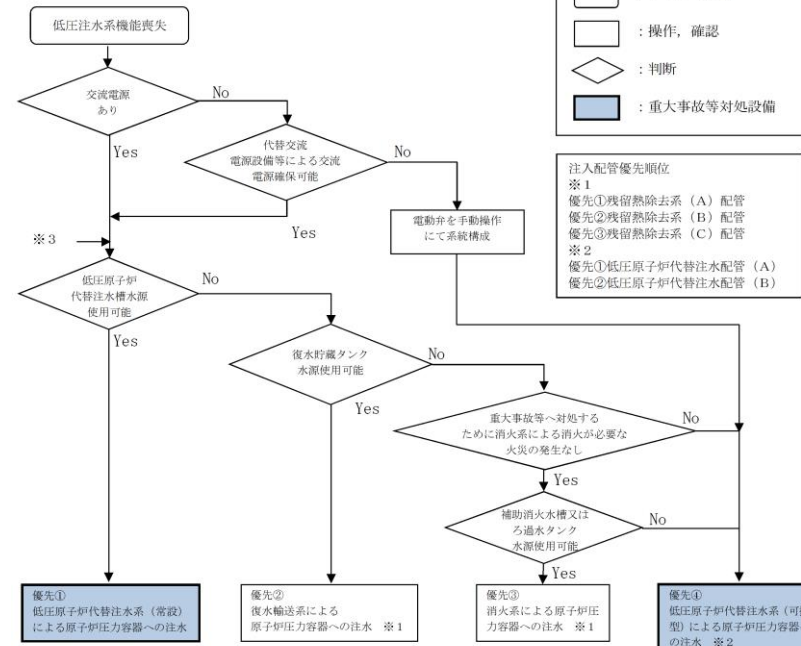 低圧注水系機能喪失
：操作，確認
：判断
：重大事故等対処設備
交流電源
あり
No
Yes
代替交流
電源設備等による交流
電源確保可能
No
Yes
注入配管優先順位
※１
優先①残留熱除去系（A）配管
優先②残留熱除去系（B）配管
優先③残留熱除去系（C）配管
※２
優先①低圧原子炉代替注水配管（A）
優先②低圧原子炉代替注水配管（B）
電動弁を手動操作
にて系統構成
※３
低圧原子炉
代替注水槽水源
使用可能
No
Yes
復水貯蔵タンク
水源使用可能
No
Yes
重大事故等へ対処する
ために消火系による消火が必要な
火災の発生なし
No
Yes
補助消火水槽又は
ろ過水タンク
水源使用可能
No
Yes
優先①
低圧原子炉代替注水系（常設）
による原子炉圧力容器への注水
優先②
復水輸送系による
原子炉圧力容器への注水　※１
優先③
消火系による原子炉圧
力容器への注水　※１
優先④
低圧原子炉代替注水系（可
型）による原子炉圧力容器
の注水　※２